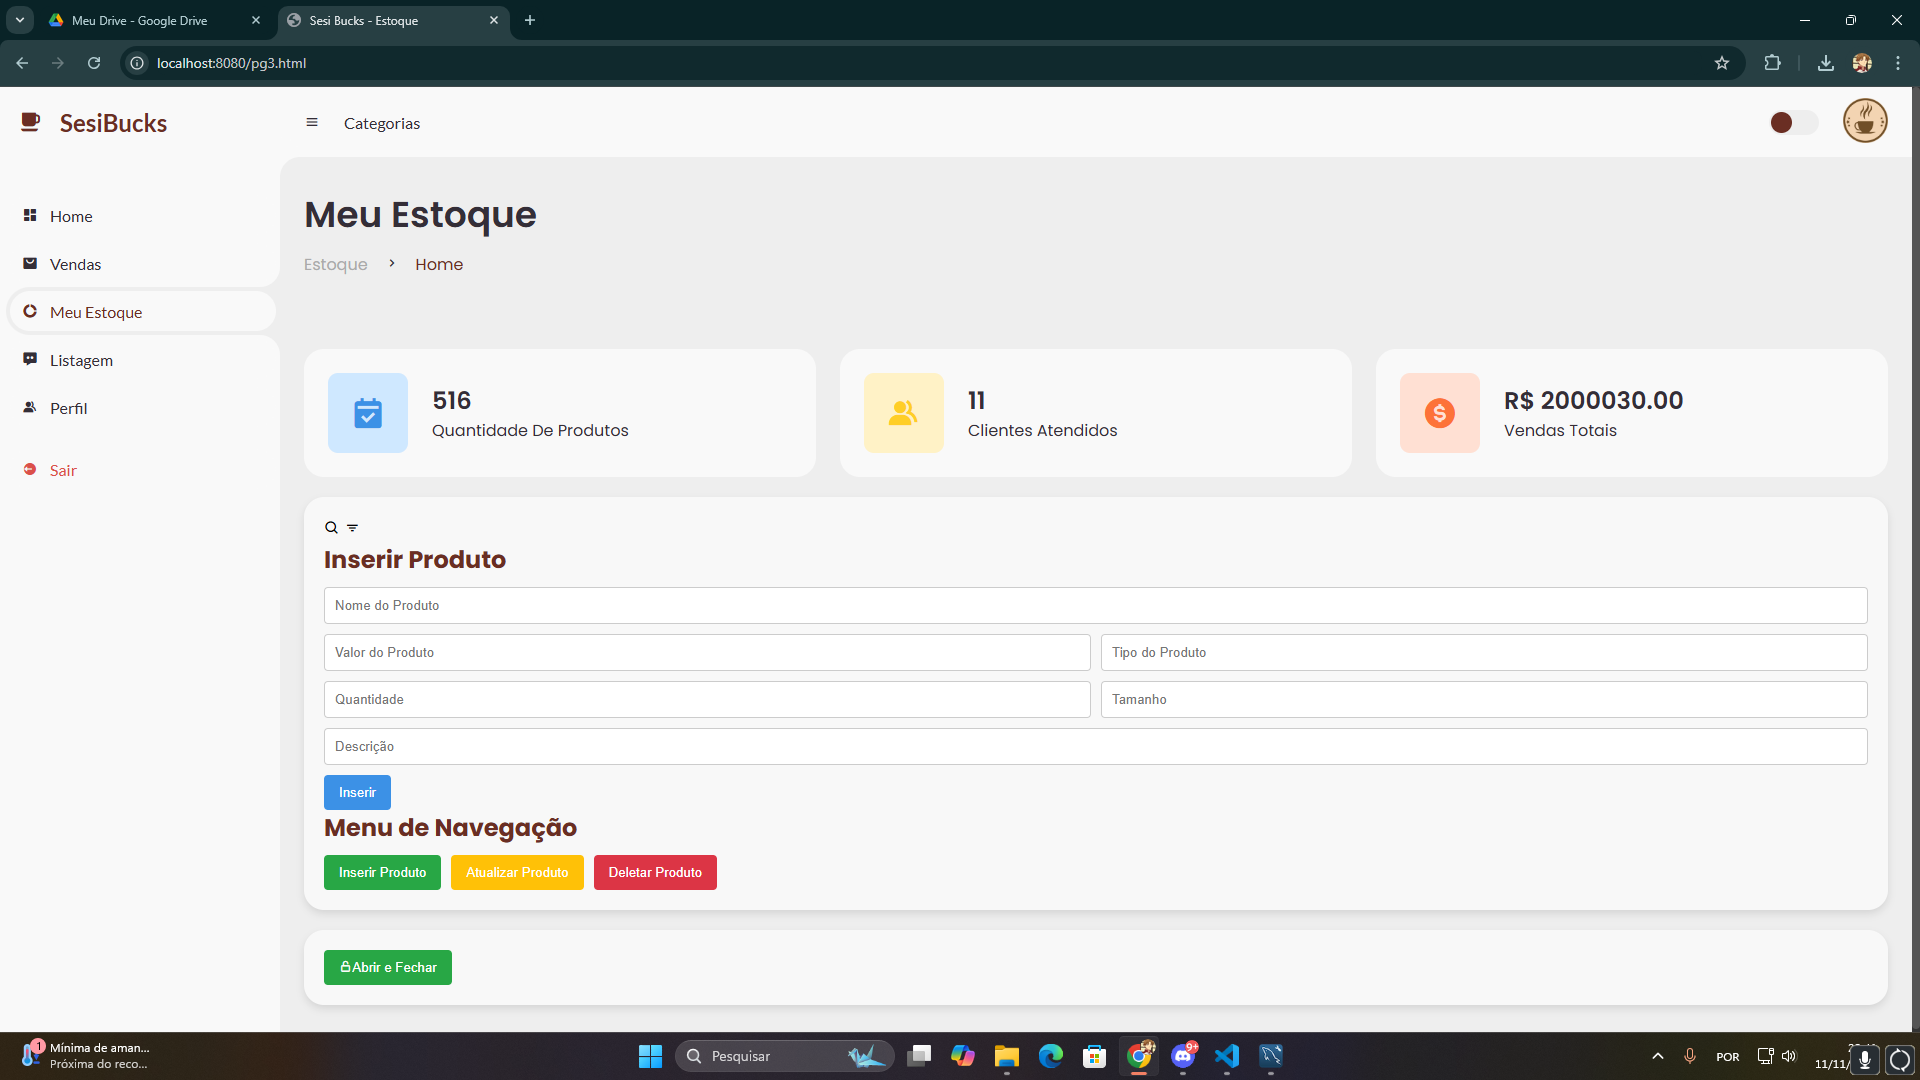 Meu Drive - Google Drive
Sesi Bucks - Estoque
localhost:8080/pg3.html
SesiBucks
Categorias
Home
Vendas
Meu Estoque
Listagem
Perfil
Sair
Meu Estoque
Estoque Home
516
Quantidade De Produtos
11
Clientes Atendidos
R$ 2000030.00
Vendas Totais
Inserir Produto
Nome do Produto
Valor do Produto
Tipo do Produto
Quantidade
Tamanho
Descrição
Inserir
Menu de Navegação
Inserir Produto
Atualizar Produto
Deletar Produto
Abrir e Fechar
1
Mínima de aman...
Próxima do reco...
Pesquisar
9+
POR
11/11/